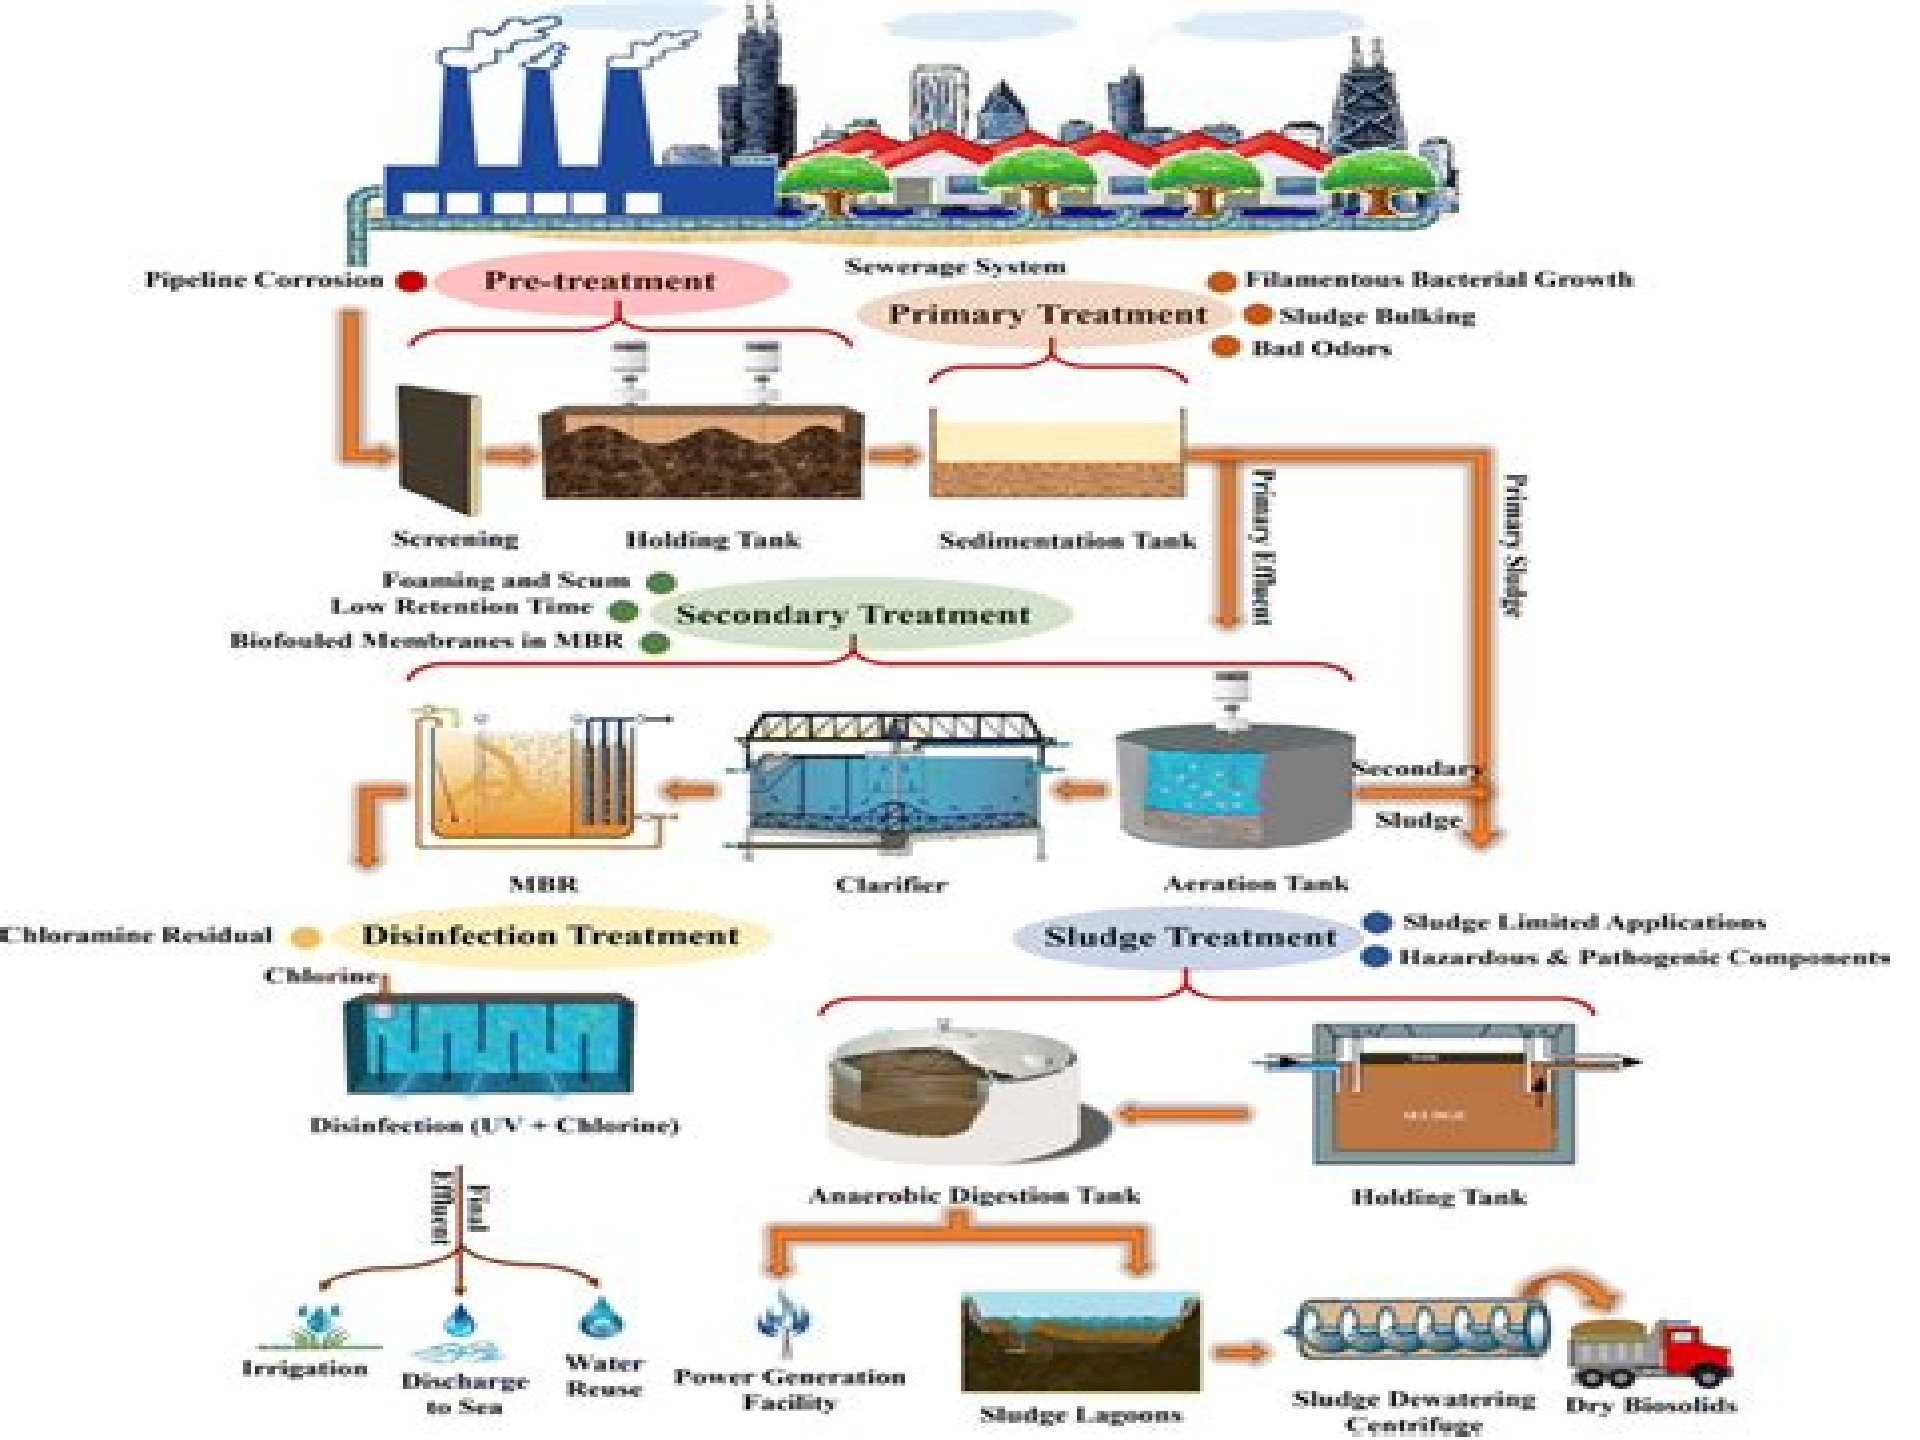 Pipeline Corrosion
Pre-treatment
Sewerage System
Filamentous Bacterial Growth
Primary Treatment
Sludge Bulking
Bad Odors
Screening
Holding Tank
Sedimentation Tank
Primary Effluent
Primary Sludge
Foaming and Scum
Low Retention Time
Secondary Treatment
Biofouled Membranes in MBR
Secondary
Sludge
MBR
Clarifier
Aeration Tank
Chloramine Residual
Disinfection Treatment
Chlorine
Sludge Treatment
Sludge Limited Applications
Hazardous & Pathogenic Components
Disinfection (UV + Chlorine)
Anaerobic Digestion Tank
Holding Tank
Final
Effluent
Irrigation
Discharge
to Sea
Water
Reuse
Power Generation
Facility
Sludge Lagoons
Sludge Dewatering
Centrifuge
Dry Biosolids